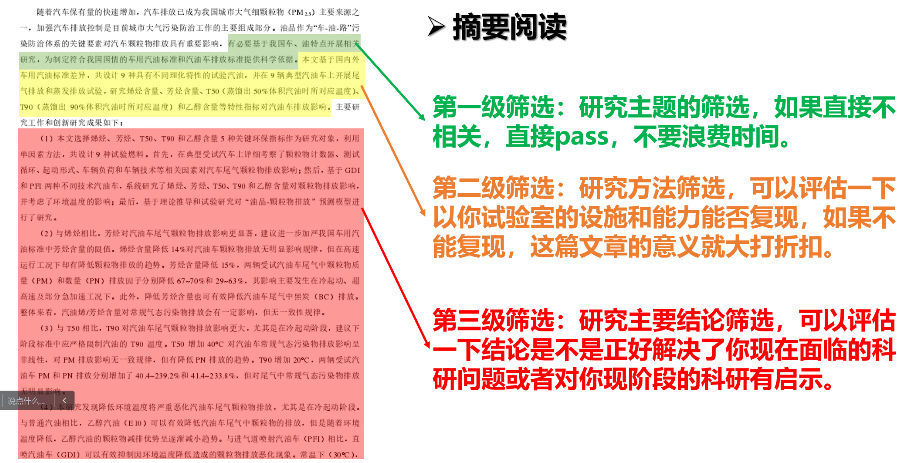 随着汽车保有量的快速增加，汽车排放已成为我国城市大气细颗粒物（PM2.5）主要来源之
一，加强汽车排放控制是目前城市大气污染防治工作的主要组成部分。油品作为“车-油-路”污
染防治体系的关键要素对汽车颗粒物排放具有重要影响，有必要基于我国车、油特点开展相关
研究，为制定符合我国国情的车用汽油标准和汽油车排放标准提供科学依据。本文基于国内外
车用汽油标准差异，共设计9种具有不同理化特性的试验汽油，并在9辆典型汽油车上开展尾
气排放和蒸发排放试验，研究烯烃含量、芳烃含量、T50（蒸馏出50%体积汽油时所对应温度）、
T90（蒸馏出90%体积汽油时所对应温度）和乙醇含量等特性指标对汽油车排放影响。主要研
究工作和创新研究成果如下：
（1）本文选择烯烃、芳烃、T50、T90和乙醇含量5种关键环保指标作为研究对象，利用
单因素方法，共设计9种试验燃料。首先，在典型受试汽车上详细考察了颗粒物计数器、测试
循环、起动形式、车辆负荷和车辆技术等相关因素对汽车尾气颗粒物排放影响；然后，基于GDI
和PFI两种不同技术汽油车，系统研究了烯烃、芳烃、T50、T90和乙醇含量对颗粒物排放影响，
并考虑了环境温度的影响；最后，基于理论推导和试验研究对“油品-颗粒物排放”预测模型进
行了研究。
（2）与烯烃相比，芳烃对汽油车尾气颗粒物排放影响更显著，建议进一步加严我国车用汽
油标准中芳烃含量的限值。烯烃含量降低14%对汽车颗粒物排放无明显影响规律，但在高速
运行工况下却有降低颗粒物排放的趋势。芳烃含量降低15%，两辆受试汽油车尾气中颗粒物质
量（PM）和数量（PN）排放因子分别降低67~70%和29~63%，其影响主要发生在冷起动、超
高速及部分急加速工况下。此外，降低芳烃含量也可有效降低汽油车尾气中黑炭（BC）排放。
整体来看，汽油烯/芳烃含量对常规气态污染物排放会有一定影响，但无一致性规律。
（3）与T50相比，T90对汽油车尾气颗粒物排放影响更大，尤其是在冷起动阶段，建议下
阶段标准中应严格限制汽油的T90温度。T50增加40°C对汽油车常规气态污染物排放影响呈
非线性，对PM排放影响无一致规律，但有降低PN排放的趋势。T90增加20°C，两辆受试汽
油车PM和PN排放分别增加了40.4~239.2%和41.4~233.8%，但对尾气中常规气态污染物排放
无明显影响。
（4）本研究发现降低环境温度将严重恶化汽油车尾气颗粒物排放，尤其是在冷起动阶段。
与普通汽油相比，乙醇汽油（E10）可以有效降低汽油车尾气中颗粒物的排放，但是随着环境
温度降低，乙醇汽油的颗粒物减排优势呈逐渐减小趋势。与进气道喷射汽油车（PFI）相比，直
喷汽油车（GDI）可以有效抑制因环境温度降低造成的颗粒物排放恶化现象。常温下（30°C），
说点什么...
➢ 摘要阅读
第一级筛选：研究主题的筛选，如果直接不
相关，直接pass，不要浪费时间。
第二级筛选：研究方法筛选，可以评估一下
以你试验室的设施和能力能否复现，如果不
能复现，这篇文章的意义就大打折扣。
第三级筛选：研究主要结论筛选，可以评估
一下结论是不是正好解决了你现在面临的科
研问题或者对你现阶段的科研有启示。